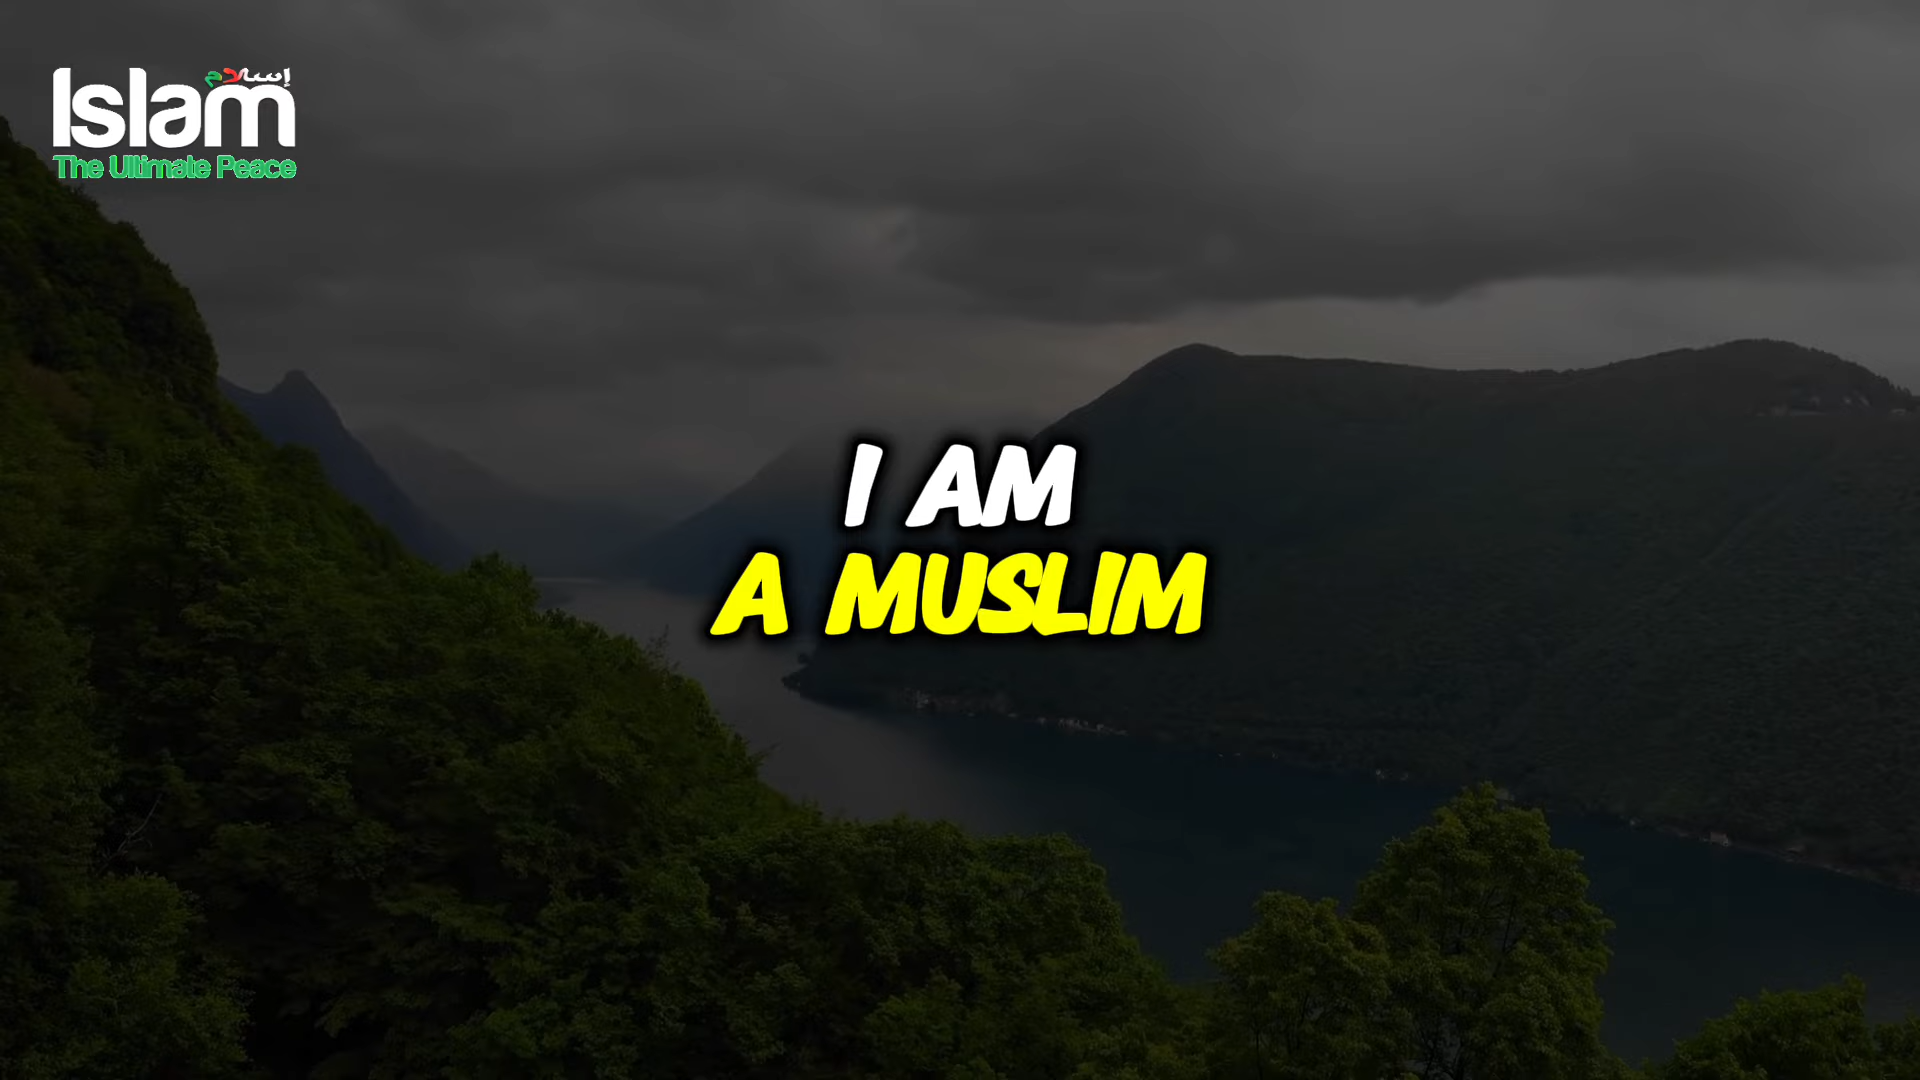 إسلام
Islam
The Ultimate Peace
I AM
A MUSLIM